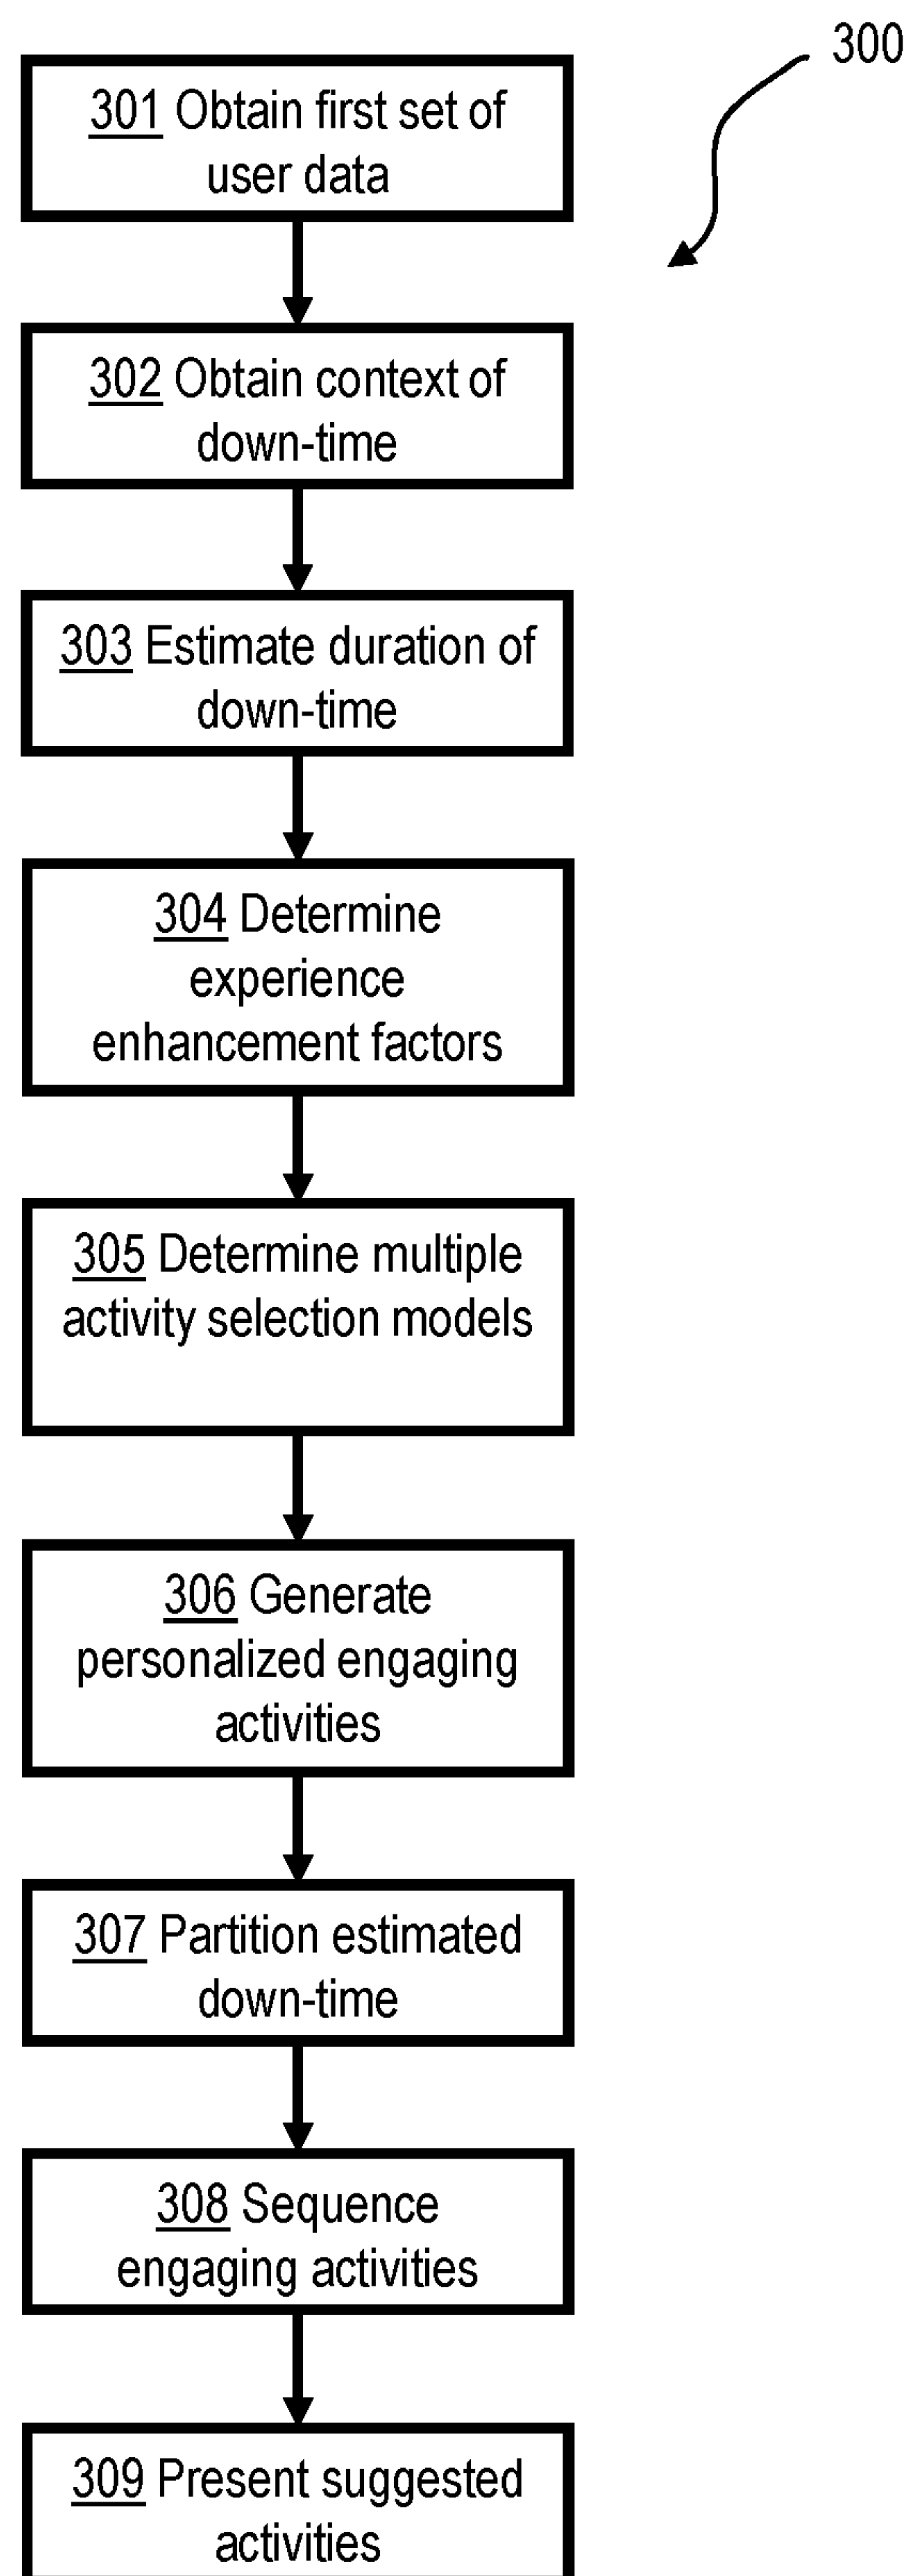 300
301 Obtain first set of
user data
302 Obtain context of
down-time
303 Estimate duration of
down-time
304 Determine
experience
enhancement factors
305 Determine multiple
activity selection models
306 Generate
personalized engaging
activities
307 Partition estimated
down-time
308 Sequence
engaging activities
309 Present suggested
activities